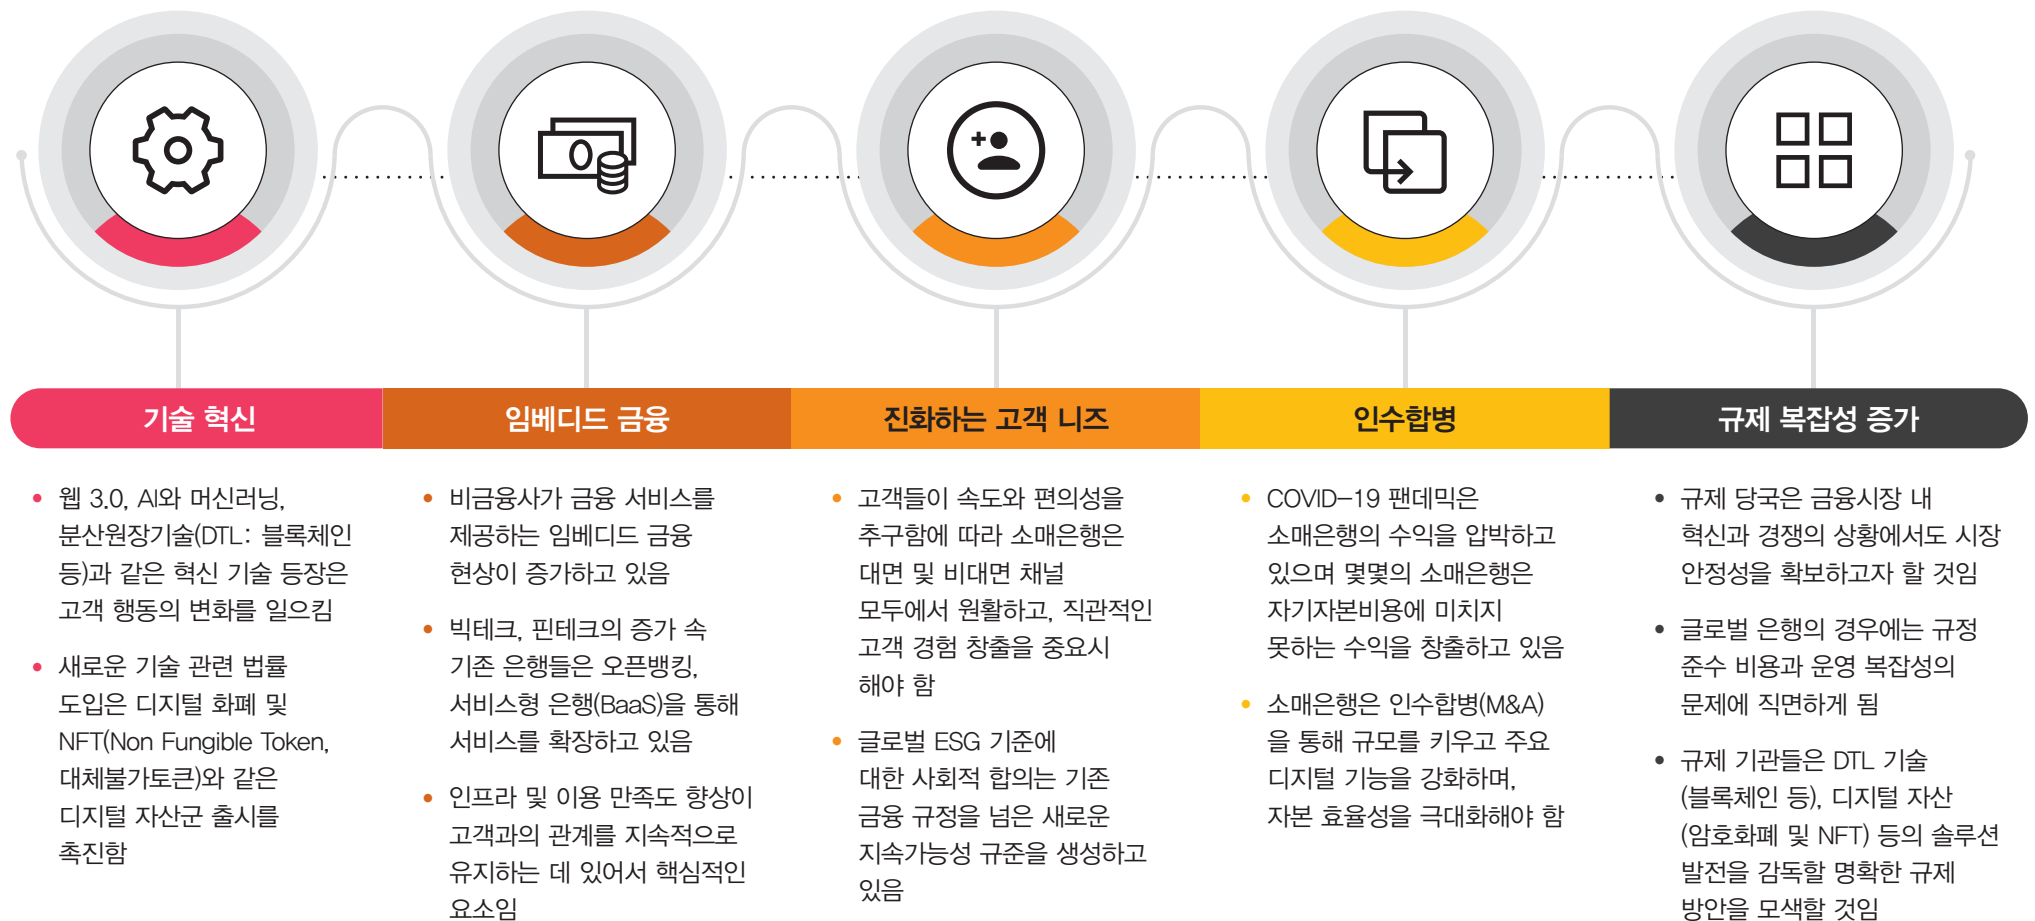 기술 혁신
웹 3.0, AI와 머신러닝,
분산원장기술(DTL: 블록체인
등)과 같은 혁신 기술 등장은
고객 행동의 변화를 일으킴
새로운 기술 관련 법률
도입은 디지털 화폐 및
NFT(Non Fungible Token,
대체불가토큰)와 같은
디지털 자산군 출시를
촉진함
임베디드 금융
비금융사가 금융 서비스를
제공하는 임베디드 금융
현상이 증가하고 있음
빅테크, 핀테크의 증가 속
기존 은행들은 오픈뱅킹,
서비스형 은행(BaaS)을 통해
서비스를 확장하고 있음
인프라 및 이용 만족도 향상이
고객과의 관계를 지속적으로
유지하는 데 있어서 핵심적인
요소임
진화하는 고객 니즈
고객들이 속도와 편의성을
추구함에 따라 소매은행은
대면 및 비대면 채널
모두에서 원활하고, 직관적인
고객 경험 창출을 중요시
해야 함
글로벌 ESG 기준에
대한 사회적 합의는 기존
금융 규정을 넘은 새로운
지속가능성 규준을 생성하고
있음
인수합병
COVID-19 팬데믹은
소매은행의 수익을 압박하고
있으며 몇몇의 소매은행은
자기자본비용에 미치지
못하는 수익을 창출하고 있음
소매은행은 인수합병(M&A)
을 통해 규모를 키우고 주요
디지털 기능을 강화하며,
자본 효율성을 극대화해야 함
규제 복잡성 증가
규제 당국은 금융시장 내
혁신과 경쟁의 상황에서도 시장
안정성을 확보하고자 할 것임
글로벌 은행의 경우에는 규정
준수 비용과 운영 복잡성의
문제에 직면하게 됨
규제 기관들은 DTL 기술
(블록체인 등), 디지털 자산
(암호화폐 및 NFT) 등의 솔루션
발전을 감독할 명확한 규제
방안을 모색할 것임